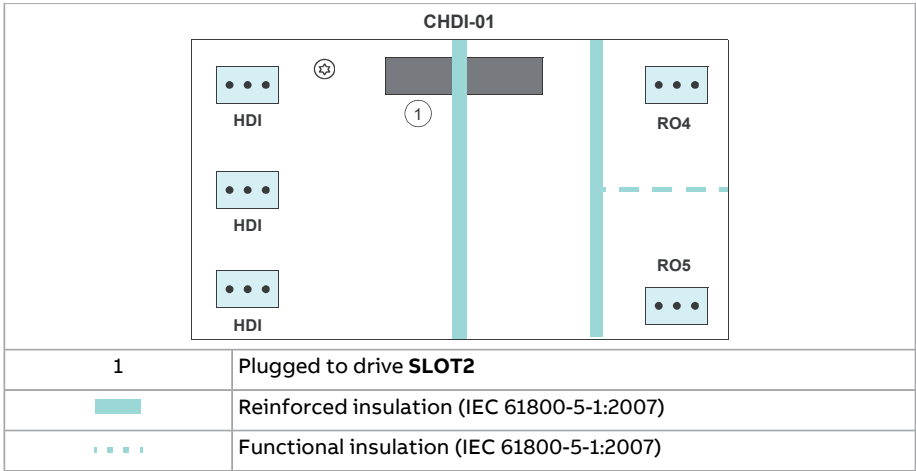 CHDI-01
HDI
1
RO4
HDI
RO5
HDI
1 Plugged to drive SLOT2
Reinforced insulation (IEC 61800-5-1:2007)
Functional insulation (IEC 61800-5-1:2007)